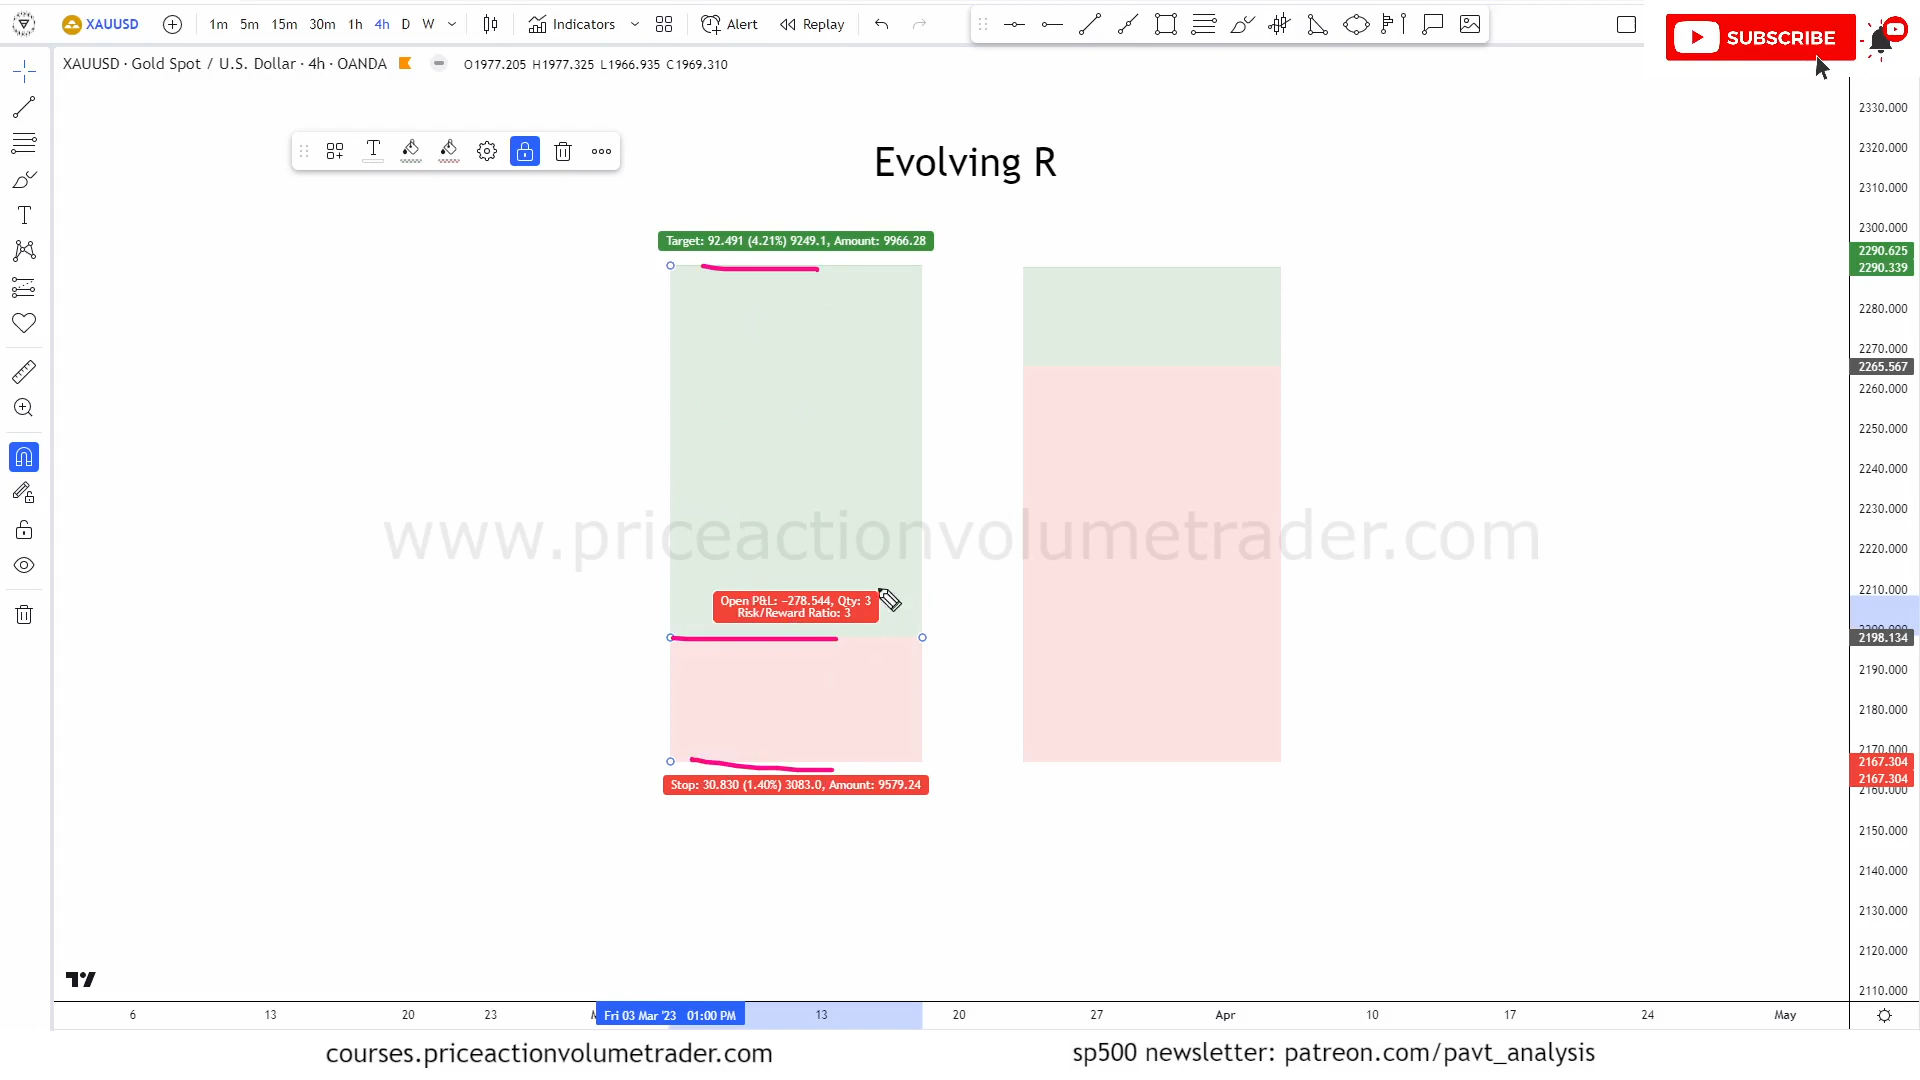 XAUUSD 1m 5m 15m 30m 1h 4h D W Indicators Alert Replay SUBSCRIBE
XAUUSD · Gold Spot / U.S. Dollar · 4h · OANDA O1977.205 H1977.325 L1966.935 C1969.310
T
Evolving R
Target: 92.491 (4.21%) 9249.1, Amount: 9966.28
www.priceactionvolumetrader.com
Open P&L: −278.544, Qty: 3
Risk/Reward Ratio: 3
Stop: 30.830 (1.40%) 3083.0, Amount: 9579.24
2330.000
2320.000
2310.000
2300.000
2290.625
2290.339
2280.000
2270.000
2265.567
2260.000
2250.000
2240.000
2230.000
2220.000
2210.000
2198.134
2190.000
2180.000
2170.000
2167.304
2167.304
2160.000
2150.000
2140.000
2130.000
2120.000
2110.000
6 13 20 23 Fri 03 Mar '23 01:00 PM 13 20 27 Apr 10 17 24 May
courses.priceactionvolumetrader.com
sp500 newsletter: patreon.com/pavt_analysis